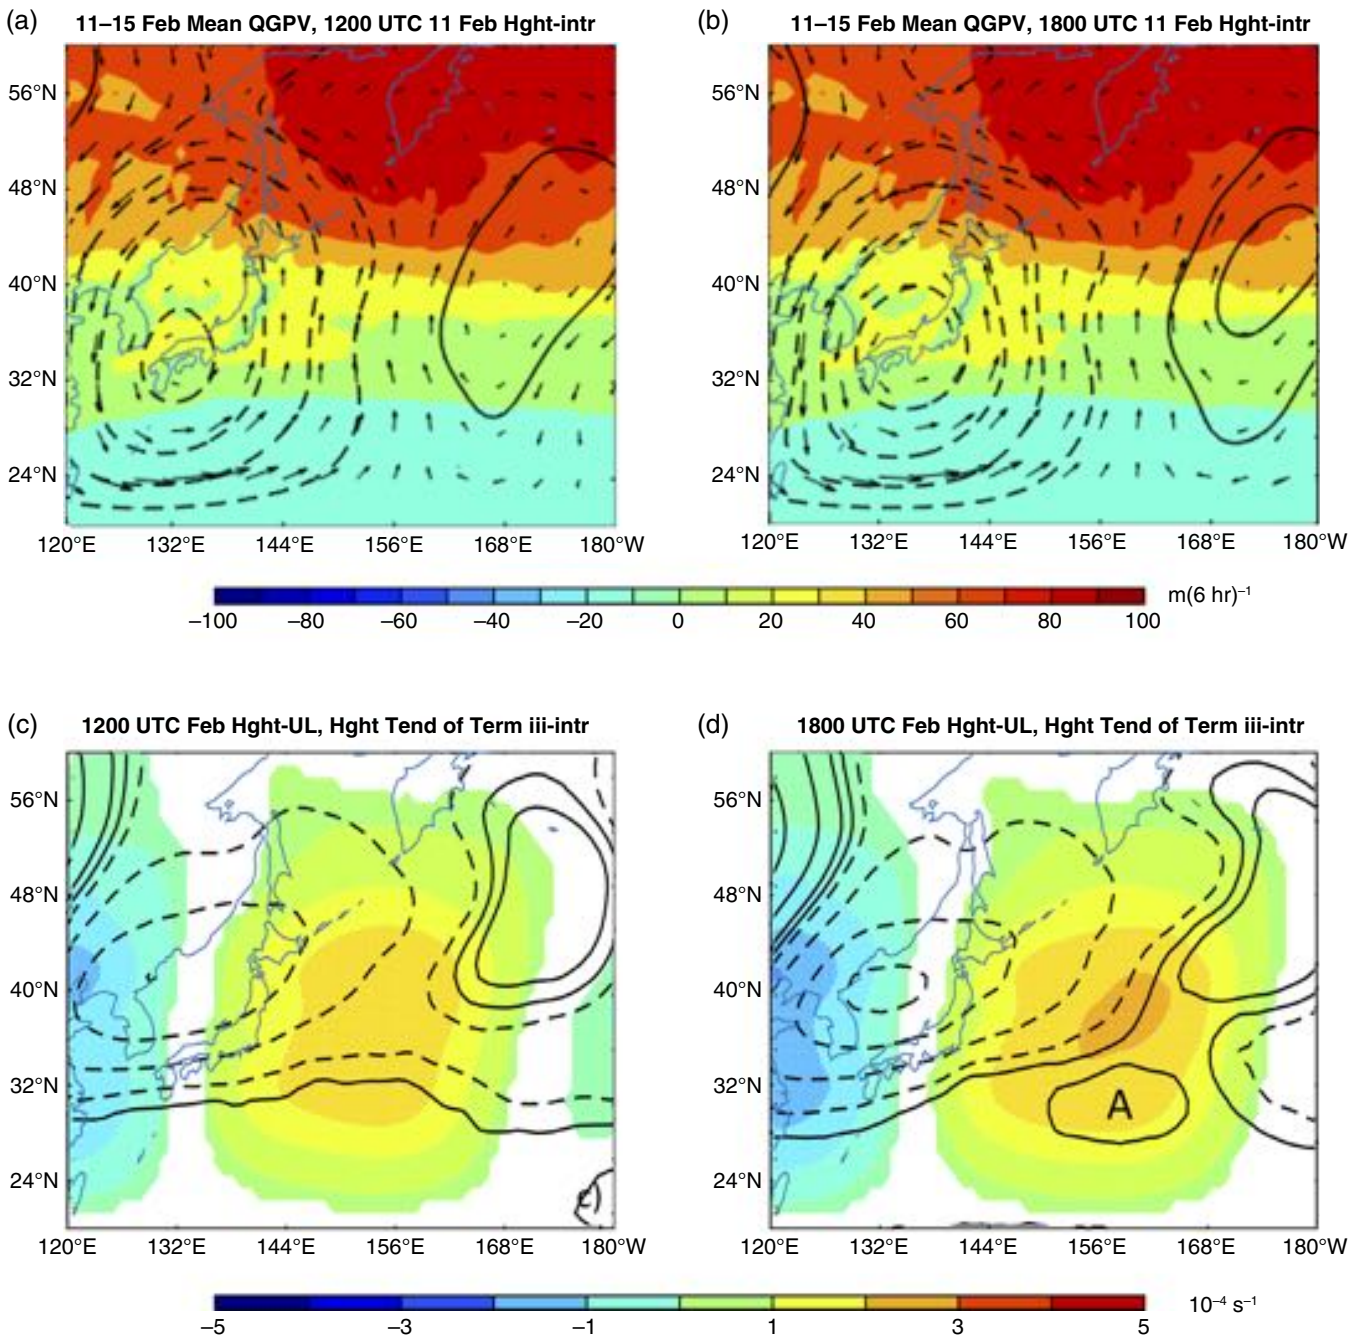 (a) 11–15 Feb Mean QGPV, 1200 UTC 11 Feb Hght-intr
(b) 11–15 Feb Mean QGPV, 1800 UTC 11 Feb Hght-intr
56°N
48°N
40°N
32°N
24°N
120°E 132°E 144°E 156°E 168°E 180°W
56°N
48°N
40°N
32°N
24°N
120°E 132°E 144°E 156°E 168°E 180°W
–100 –80 –60 –40 –20 0 20 40 60 80 100
m(6 hr)⁻¹
(c) 1200 UTC Feb Hght-UL, Hght Tend of Term iii-intr
(d) 1800 UTC Feb Hght-UL, Hght Tend of Term iii-intr
56°N
48°N
40°N
32°N
24°N
120°E 132°E 144°E 156°E 168°E 180°W
56°N
48°N
40°N
32°N
24°N
A
120°E 132°E 144°E 156°E 168°E 180°W
–5 –3 –1 1 3 5
10⁻⁴ s⁻¹